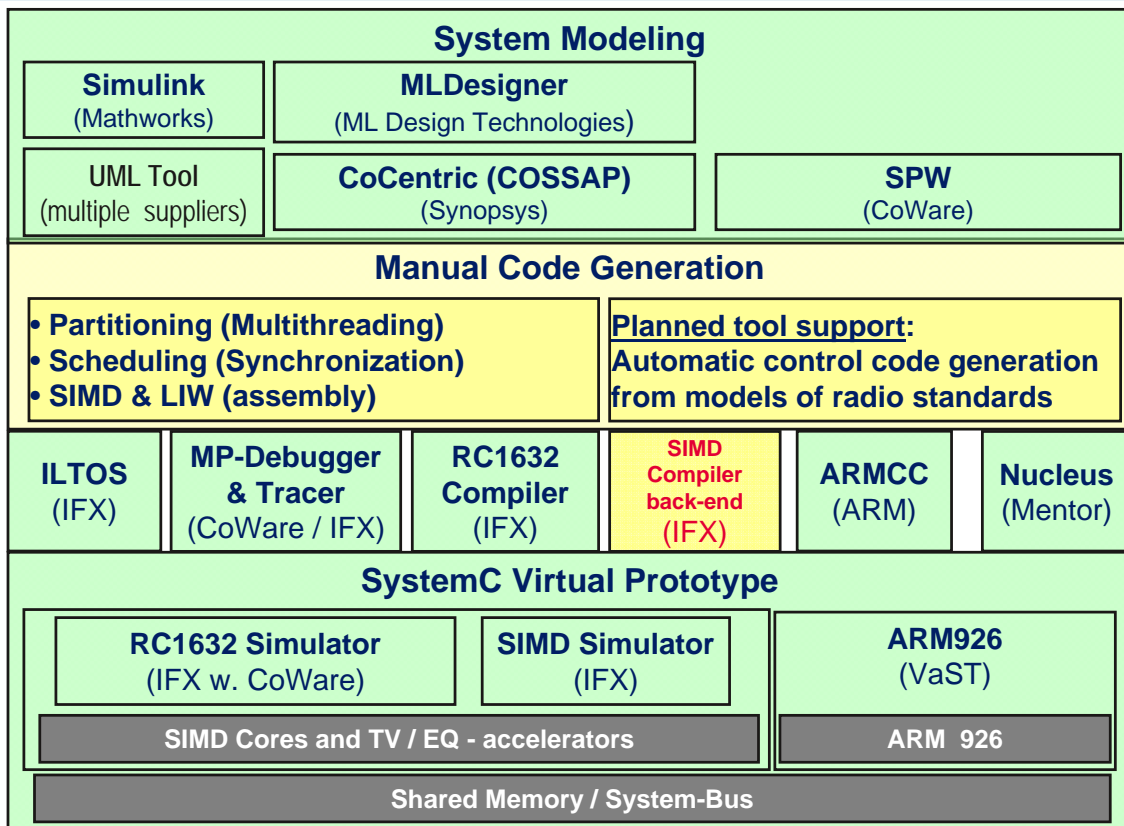 System Modeling
Simulink
(Mathworks)
MLDesigner
(ML Design Technologies)
UML Tool
(multiple suppliers)
CoCentric (COSSAP)
(Synopsys)
SPW
(CoWare)
Manual Code Generation
• Partitioning (Multithreading)
• Scheduling (Synchronization)
• SIMD & LIW (assembly)
Planned tool support:
Automatic control code generation
from models of radio standards
ILTOS
(IFX)
MP-Debugger
& Tracer
(CoWare / IFX)
RC1632
Compiler
(IFX)
SIMD
Compiler
back-end
(IFX)
ARMCC
(ARM)
Nucleus
(Mentor)
SystemC Virtual Prototype
RC1632 Simulator
(IFX w. CoWare)
SIMD Simulator
(IFX)
ARM926
(VaST)
SIMD Cores and TV / EQ - accelerators
ARM 926
Shared Memory / System-Bus